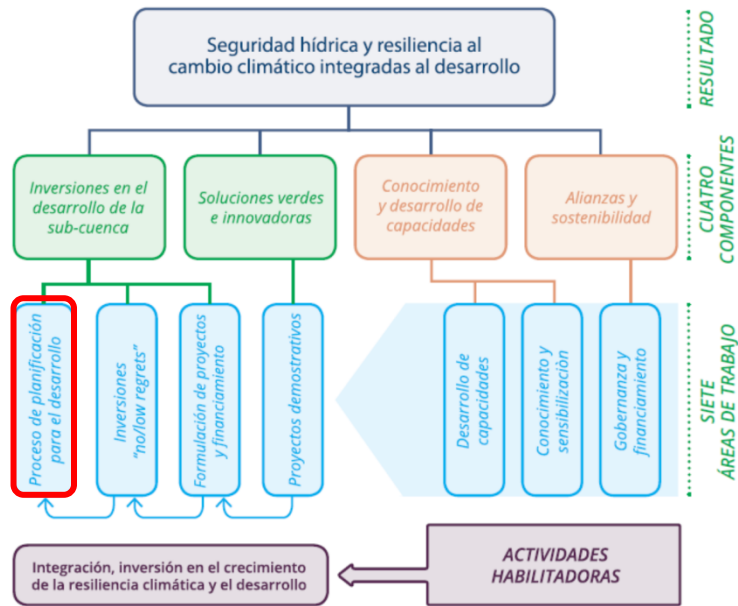 Seguridad hídrica y resiliencia al
cambio climático integradas al desarrollo
RESULTADO
Inversiones en el
desarrollo de la
sub-cuenca
Soluciones verdes
e innovadoras
Conocimiento
y desarrollo de
capacidades
Alianzas y
sostenibilidad
CUATRO
COMPONENTES
Proceso de planificación
para el desarrollo
Inversiones
"no/low regrets"
Formulación de proyectos
y financiamiento
Proyectos demostrativos
Desarrollo de
capacidades
Conocimiento y
sensibilización
Gobernanza y
financiamiento
SIETE
ÁREAS DE TRABAJO
Integración, inversión en el crecimiento
de la resiliencia climática y el desarrollo
ACTIVIDADES
HABILITADORAS